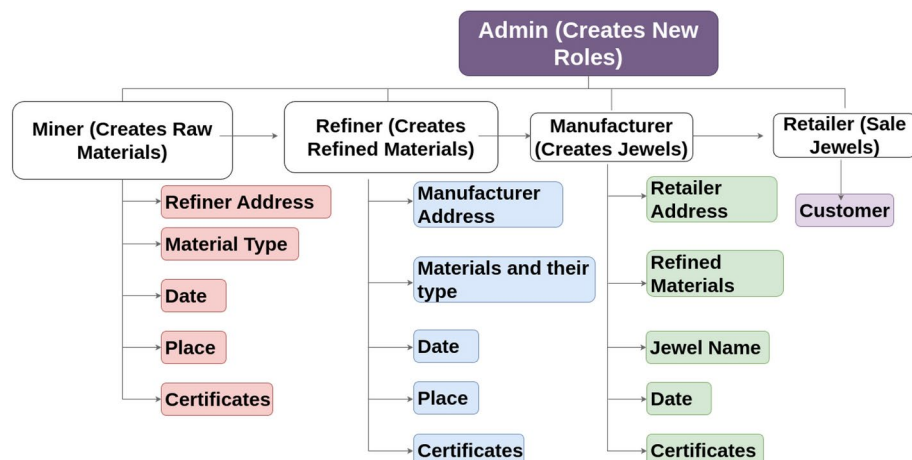 Admin (Creates New
Roles)
Miner (Creates Raw
Materials)
Refiner (Creates
Refined Materials)
Manufacturer
(Creates Jewels)
Retailer (Sale
Jewels)
Refiner Address
Material Type
Date
Place
Certificates
Manufacturer
Address
Materials and their
type
Date
Place
Certificates
Retailer
Address
Refined
Materials
Jewel Name
Date
Certificates
Customer